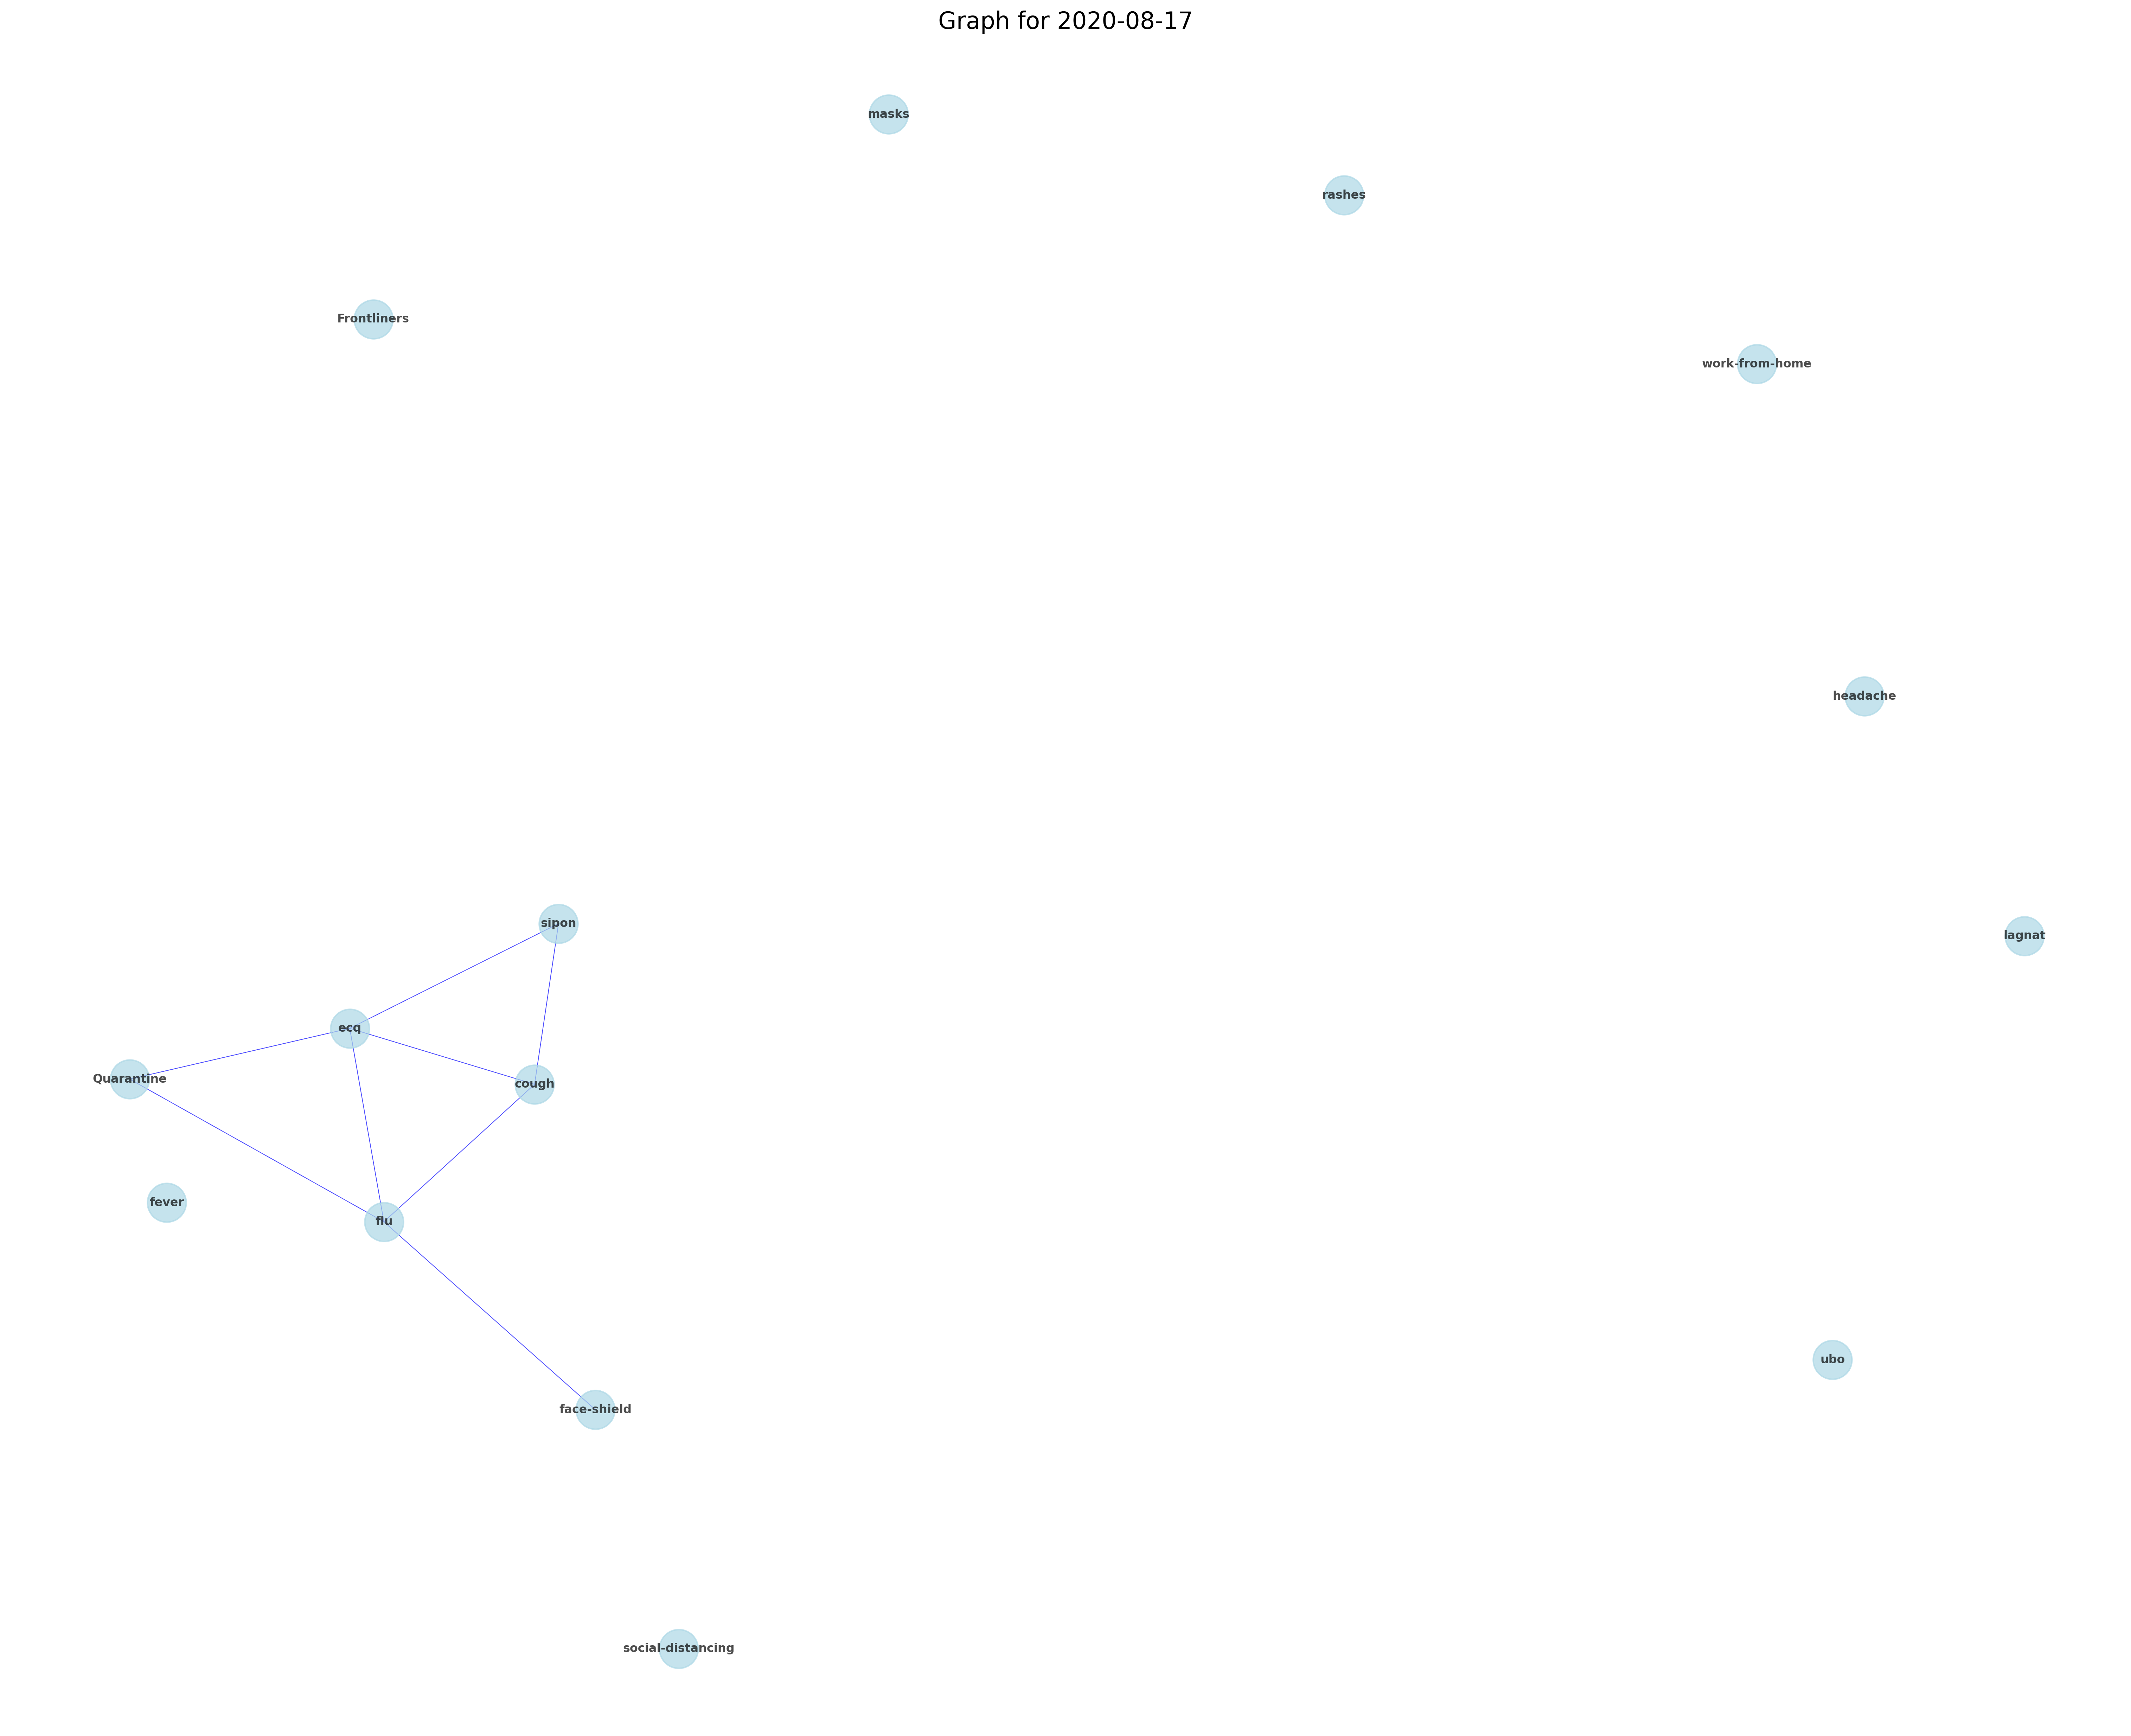 Graph for 2020-08-17
masks
rashes
Frontliners
work-from-home
headache
sipon
lagnat
ecq
Quarantine
cough
fever
flu
ubo
face-shield
social-distancing